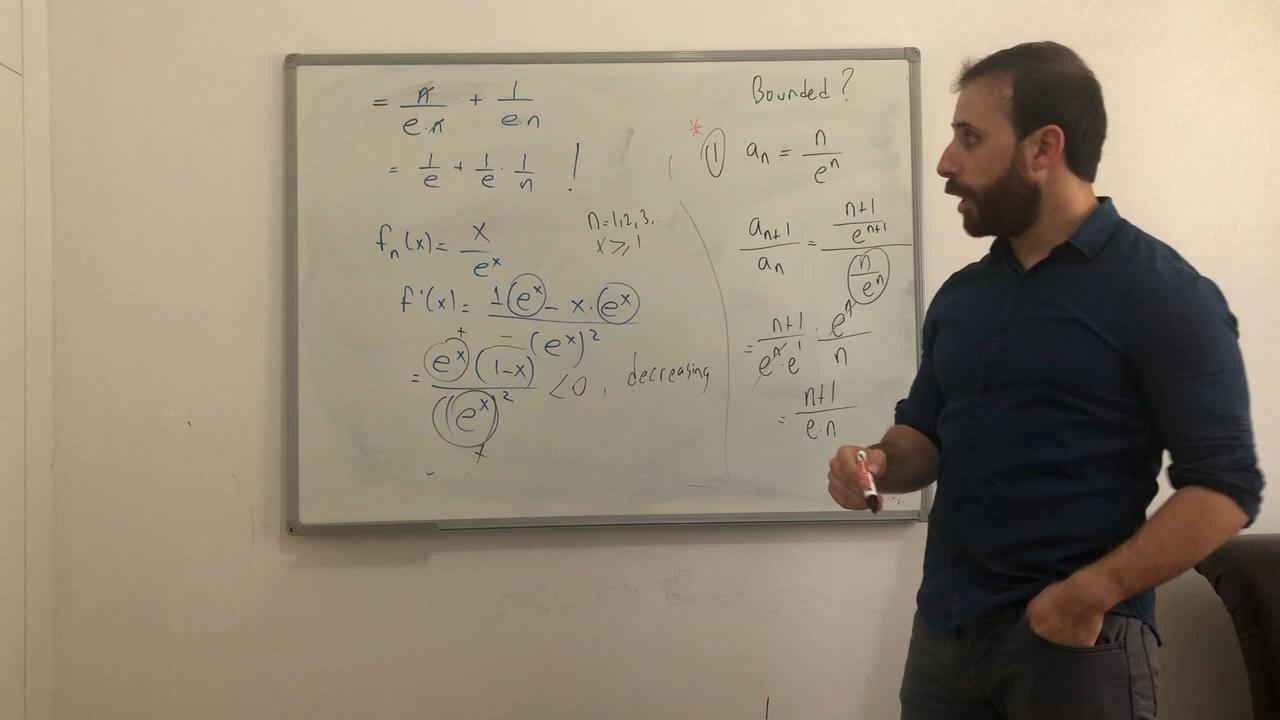 = n/(e·n) + 1/(e·n)
= 1/e + 1/e · 1/n !
fₙ(x) = x/eˣ
n=1,2,3,..
x ≥ 1
f'(x) = (1(eˣ) - x·(eˣ))/(eˣ)²
= eˣ(1-x)/(eˣ)² < 0, decreasing
Bounded?
* ① aₙ = n/eⁿ
aₙ₊₁/aₙ = ((n+1)/eⁿ⁺¹)/(n/eⁿ)
= (n+1)/(eⁿ·e¹) · eⁿ/n
= (n+1)/(e·n)